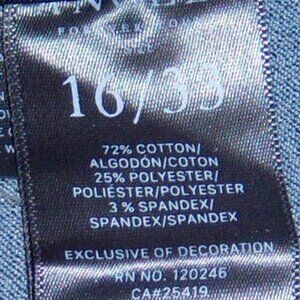 16/33
72% COTTON/
ALGODÓN/COTON
25% POLYESTER/
POLIÉSTER/POLYESTER
3% SPANDEX/
SPANDEX/SPANDEX
EXCLUSIVE OF DECORATION
RN NO. 120246
CA#25419